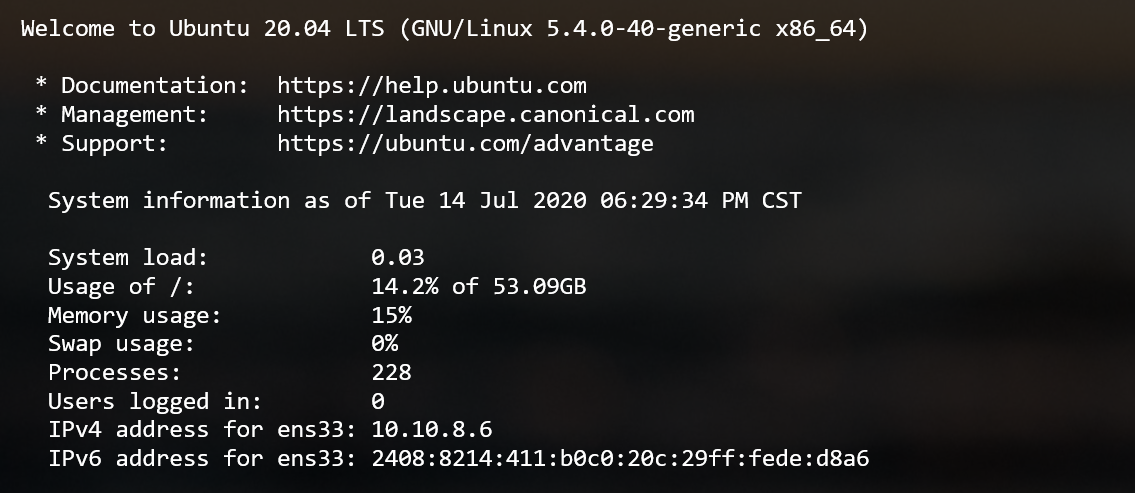 Welcome to Ubuntu 20.04 LTS (GNU/Linux 5.4.0-40-generic x86_64)
* Documentation: https://help.ubuntu.com
* Management: https://landscape.canonical.com
* Support: https://ubuntu.com/advantage
System information as of Tue 14 Jul 2020 06:29:34 PM CST
System load: 0.03
Usage of /: 14.2% of 53.09GB
Memory usage: 15%
Swap usage: 0%
Processes: 228
Users logged in: 0
IPv4 address for ens33: 10.10.8.6
IPv6 address for ens33: 2408:8214:411:b0c0:20c:29ff:fede:d8a6